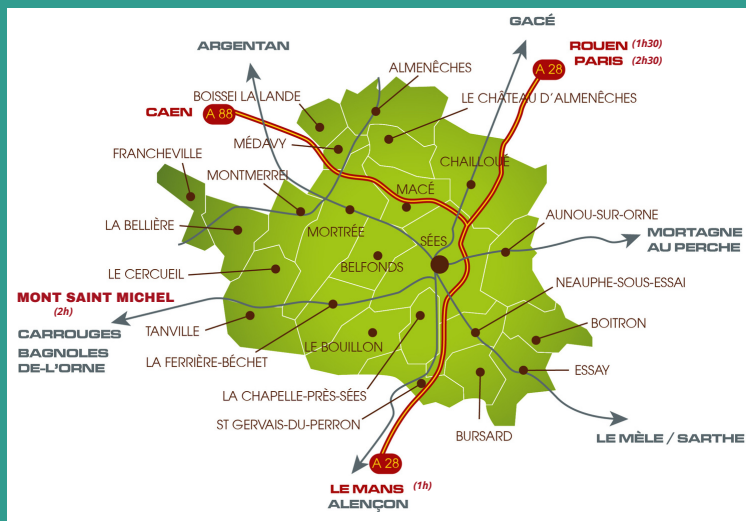 GACÉ
ARGENTAN
ROUEN (1h30)
PARIS (2h30)
ALMENÊCHES
A 28
BOISSEI LA LANDE
LE CHÂTEAU D'ALMENÊCHES
CAEN
A 88
MÉDAVY
FRANCHEVILLE
CHAILLOUÉ
MONTMERREI
MACÉ
AUNOU-SUR-ORNE
LA BELLIÈRE
MORTRÉE
SÉES
MORTAGNE
AU PERCHE
BELFONDS
LE CERCUEIL
NEAUPHE-SOUS-ESSAI
MONT SAINT MICHEL
(2h)
BOITRON
TANVILLE
CARROUGES
LE BOUILLON
BAGNOLES
DE-L'ORNE
LA FERRIÈRE-BÉCHET
ESSAY
LA CHAPELLE-PRÈS-SÉES
ST GERVAIS-DU-PERRON
BURSARD
LE MÈLE / SARTHE
A 28
LE MANS (1h)
ALENÇON